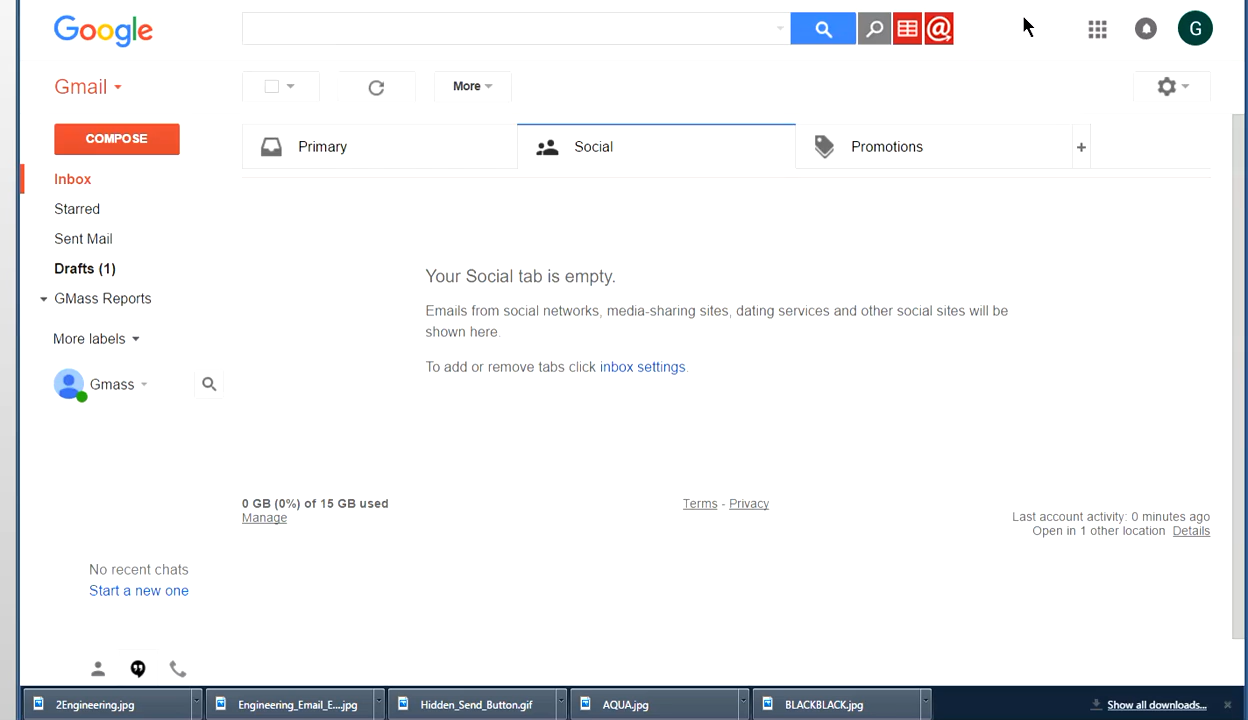 Google
G
Gmail
More
COMPOSE
Primary
Social
Promotions
+
Inbox
Starred
Sent Mail
Drafts (1)
GMass Reports
More labels
Gmass
Your Social tab is empty.
Emails from social networks, media-sharing sites, dating services and other social sites will be
shown here.
To add or remove tabs click inbox settings.
0 GB (0%) of 15 GB used
Manage
Terms - Privacy
Last account activity: 0 minutes ago
Open in 1 other location Details
No recent chats
Start a new one
2Engineering.jpg
Engineering_Email_E....jpg
Hidden_Send_Button.gif
AQUA.jpg
BLACKBLACK.jpg
Show all downloads...